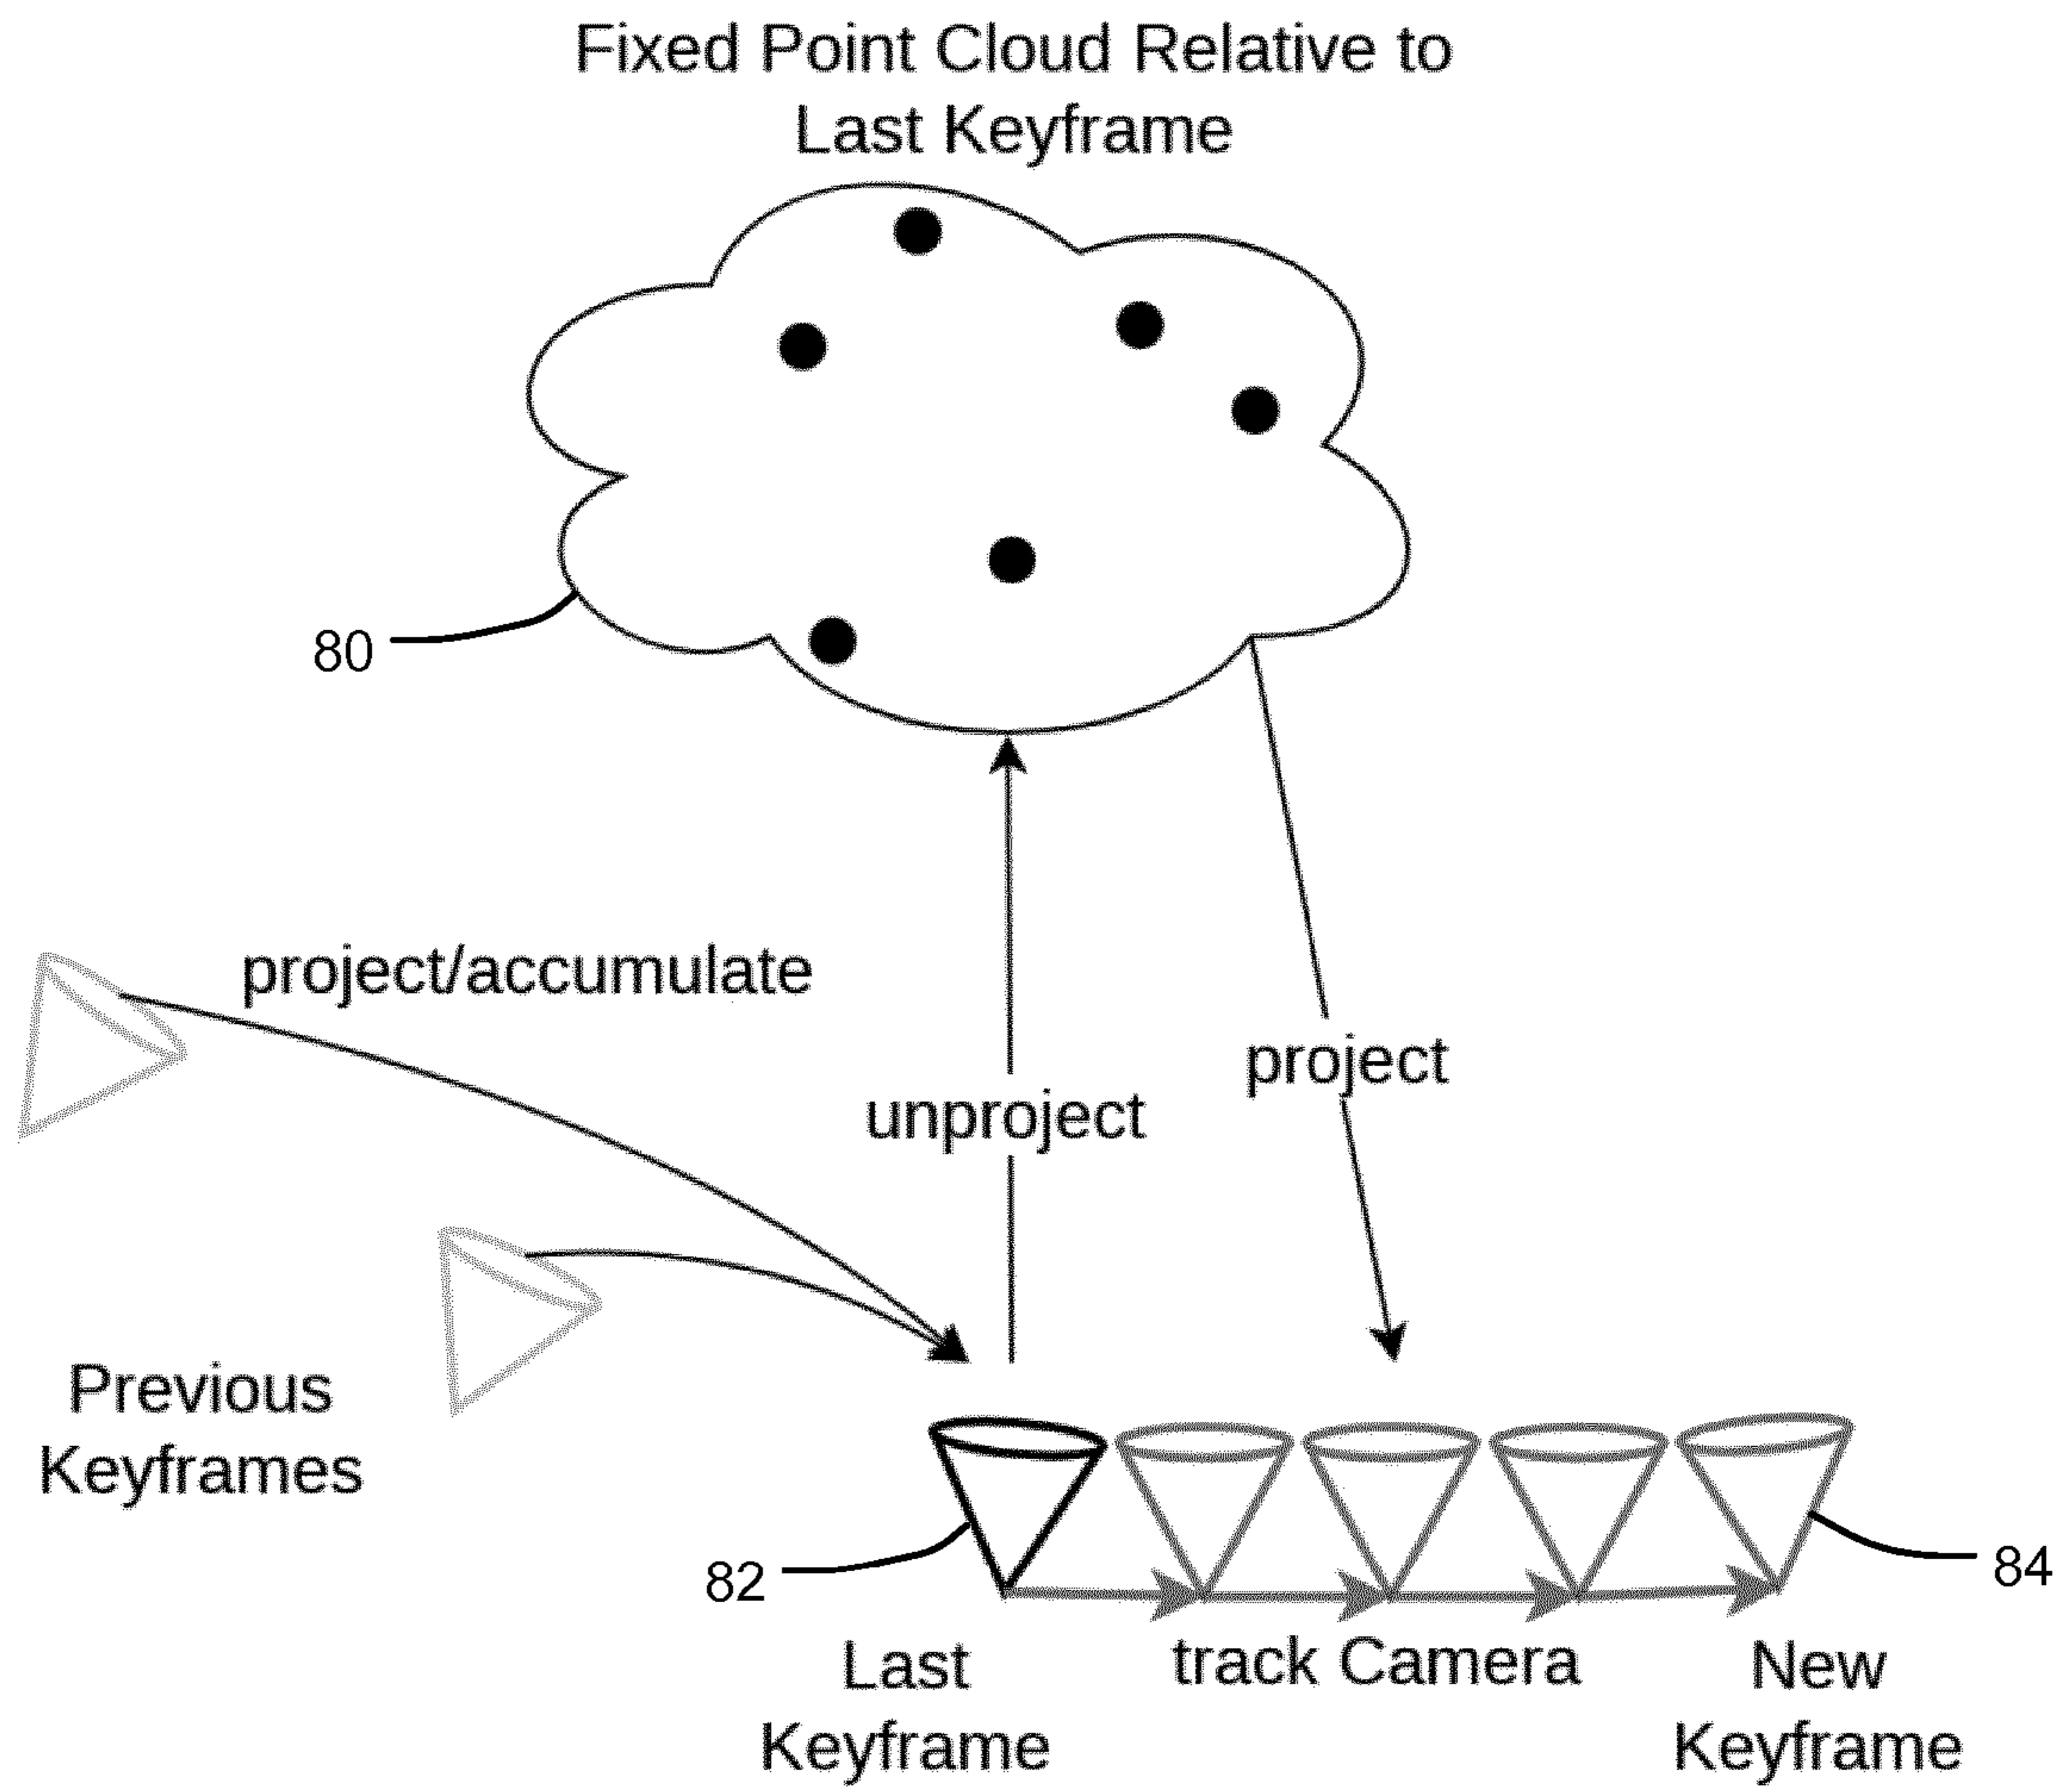 Fixed Point Cloud Relative to
Last Keyframe
80
project/accumulate
project
unproject
Previous
Keyframes
82
84
Last
Keyframe
track Camera
New
Keyframe